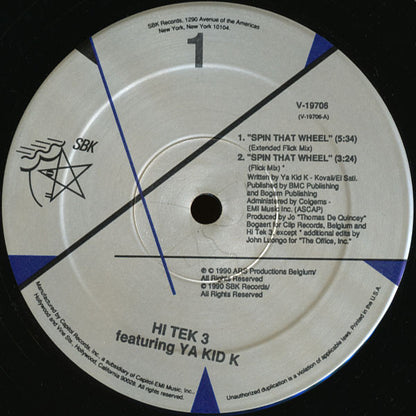 SBK Records, 1290 Avenue of the Americas
New York, New York 10104.
1
V-19706
(V-19706-A)
SBK
1. "SPIN THAT WHEEL" (5:34)
(Extended Flick Mix)
2. "SPIN THAT WHEEL" (3:24)
(Flick Mix) *
Written by Ya Kid K - Kovali/El Sati.
Published by BMC Publishing
and Bogam Publishing
Administered by Colgems -
EMI Music Inc. (ASCAP)
Produced by Jo "Thomas De Quincey"
Bogaert for Clip Records, Belgium and
Hi Tek 3, except * additional edits by
John Luongo for "The Office, Inc."
℗ © 1990 ARS Productions Belgium/
All Rights Reserved
© 1990 SBK Records/
All Rights Reserved
HI TEK 3
featuring YA KID K
Manufactured by Capitol Records, Inc., a subsidiary of Capitol-EMI Music, Inc.,
Hollywood and Vine Streets, Hollywood, California 90028. All rights reserved.
Unauthorized duplication is a violation of applicable laws. Printed in the U.S.A.